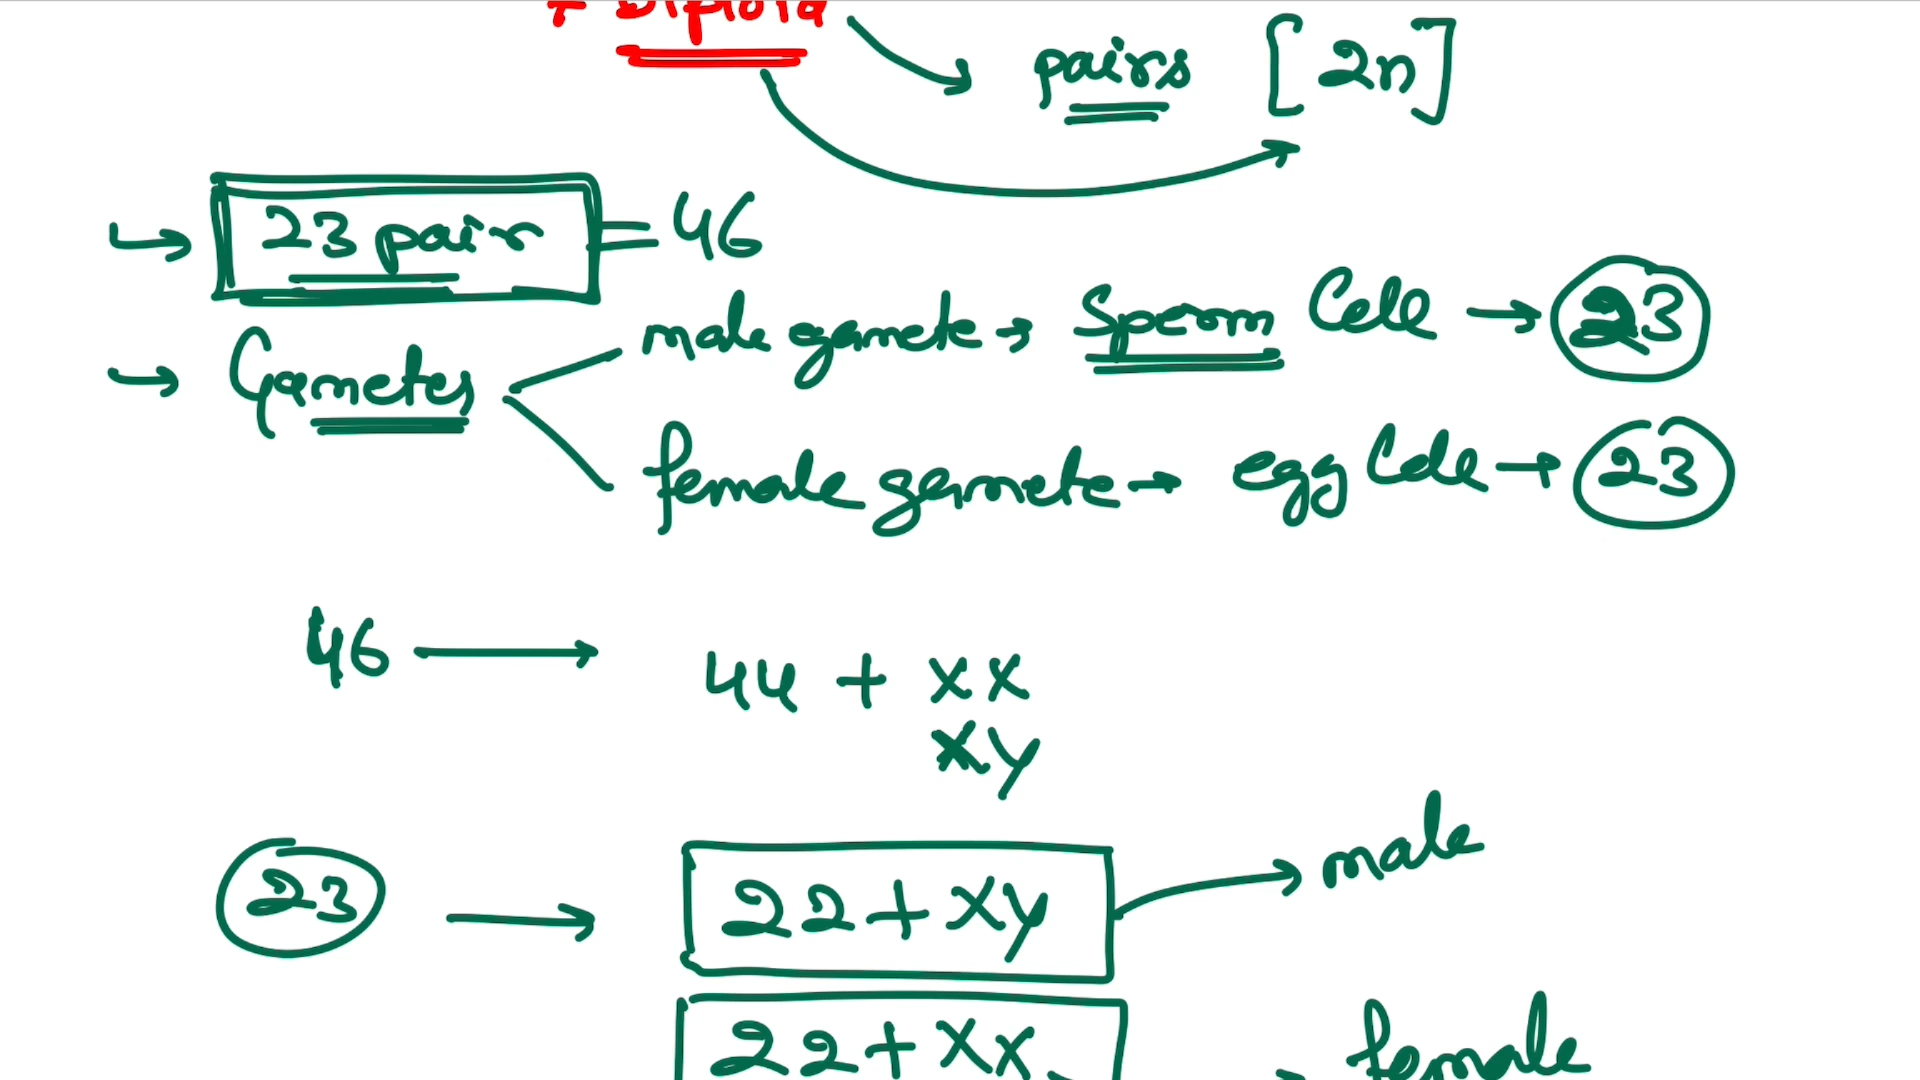 + Diploid → pairs [2n]
→ 23 pair = 46
→ Gametes
male gamete → Sperm Cell → 23
female gamete → egg Cell → 23
46 → 44 + xx
xy
23 → 22 + xy → male
22 + xx → female